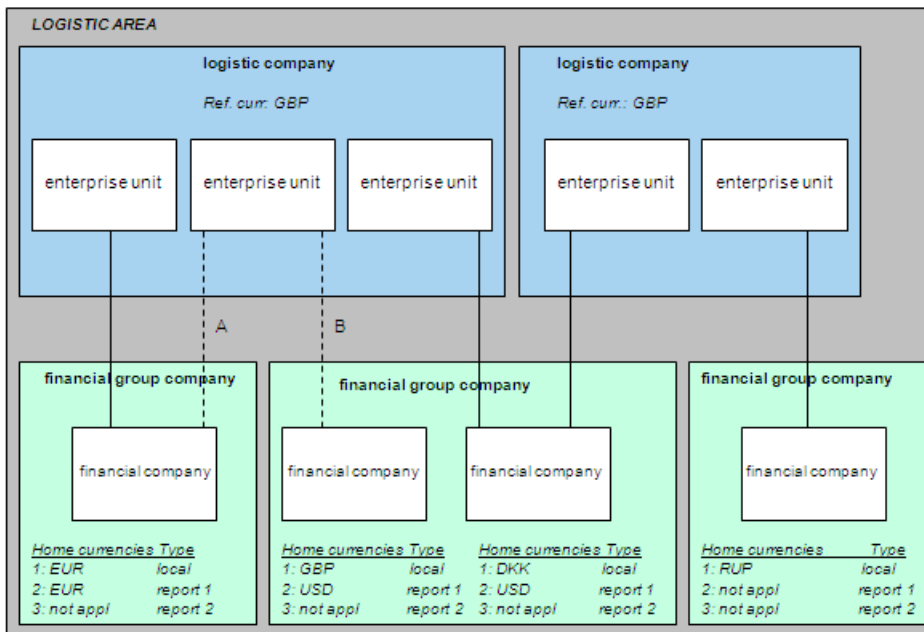 LOGISTIC AREA
logistic company
Ref. curr: GBP
enterprise unit
enterprise unit
enterprise unit
logistic company
Ref. curr.: GBP
enterprise unit
enterprise unit
A
B
financial group company
financial company
Home currencies Type
1: EUR local
2: EUR report 1
3: not appl report 2
financial group company
financial company
financial company
Home currencies Type
1: GBP local
2: USD report 1
3: not appl report 2
Home currencies Type
1: DKK local
2: USD report 1
3: not appl report 2
financial group company
financial company
Home currencies Type
1: RUP local
2: not appl report 1
3: not appl report 2